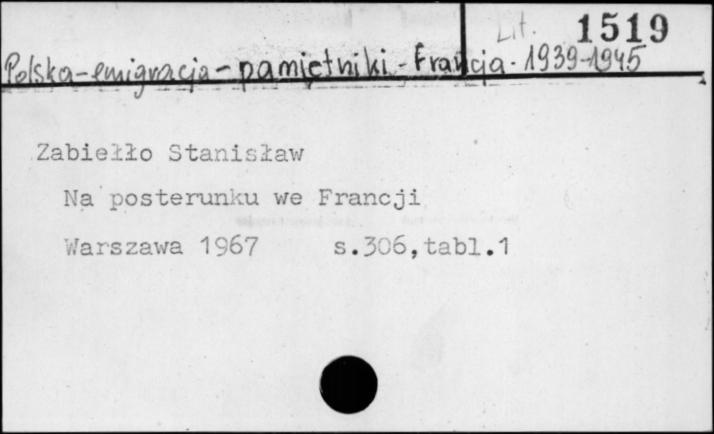 Lit. 1519
Polska-emigracja-pamiętniki-Francja.1939-1945
Zabiełło Stanisław
Na posterunku we Francji
Warszawa 1967 s.306,tabl.1